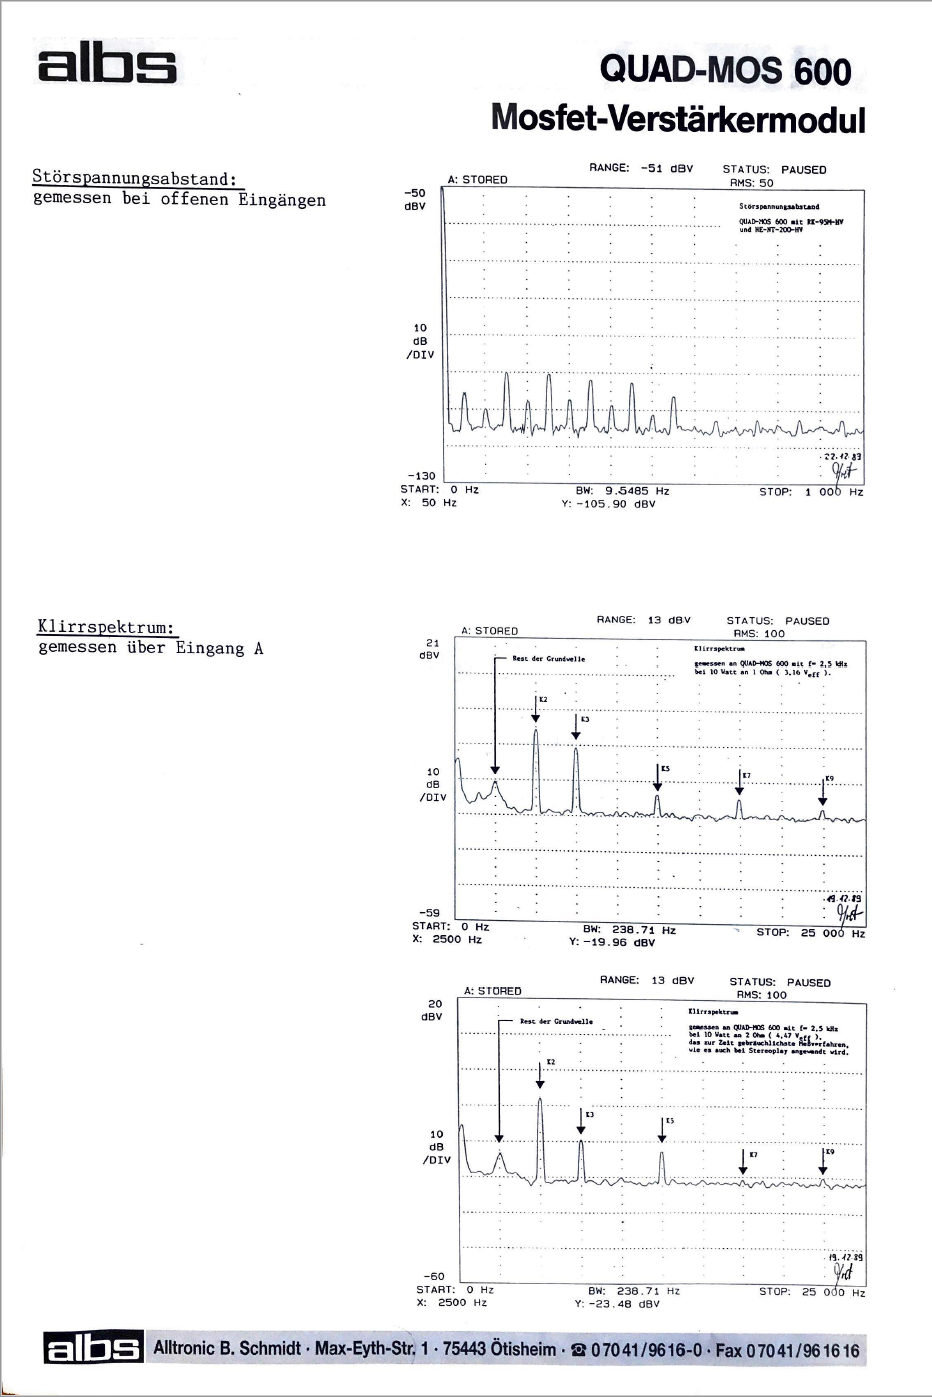 albs
QUAD-MOS 600
Mosfet-Verstärkermodul
Störspannungsabstand:
gemessen bei offenen Eingängen
RANGE: -51 dBV
STATUS: PAUSED
A: STORED
RMS: 50
-50
dBV
Störspannungsabstand
QUAD-MOS 600 mit RX-95M-HV
und HE-NT-200-HV
10
dB
/DIV
22.12.89
-130
START: 0 Hz
BW: 9.5485 Hz
STOP: 1 000 Hz
X: 50 Hz
Y: -105.90 dBV
Klirrspektrum:
gemessen über Eingang A
RANGE: 13 dBV
STATUS: PAUSED
A: STORED
RMS: 100
21
dBV
Klirrspektrum
Rest der Grundwelle
gemessen an QUAD-MOS 600 mit f= 2,5 kHz
bei 10 Watt an 1 Ohm ( 3,16 Veff ).
K2
K3
K5
K7
K9
10
dB
/DIV
19.12.89
-59
START: 0 Hz
BW: 238.71 Hz
STOP: 25 000 Hz
X: 2500 Hz
Y: -19.96 dBV
RANGE: 13 dBV
STATUS: PAUSED
A: STORED
RMS: 100
20
dBV
Klirrspektrum
Rest der Grundwelle
gemessen an QUAD-MOS 600 mit f= 2,5 kHz
bei 10 Watt an 2 Ohm ( 4,47 Veff ).
das zur Zeit gebräuchlichste Meßverfahren,
wie es auch bei Stereoplay angewandt wird.
K2
K3
K5
K7
K9
10
dB
/DIV
19.12.89
-60
START: 0 Hz
BW: 238.71 Hz
STOP: 25 000 Hz
X: 2500 Hz
Y: -23.48 dBV
albs Alltronic B. Schmidt · Max-Eyth-Str. 1 · 75443 Ötisheim · ☎ 07041/9616-0 · Fax 07041/961616